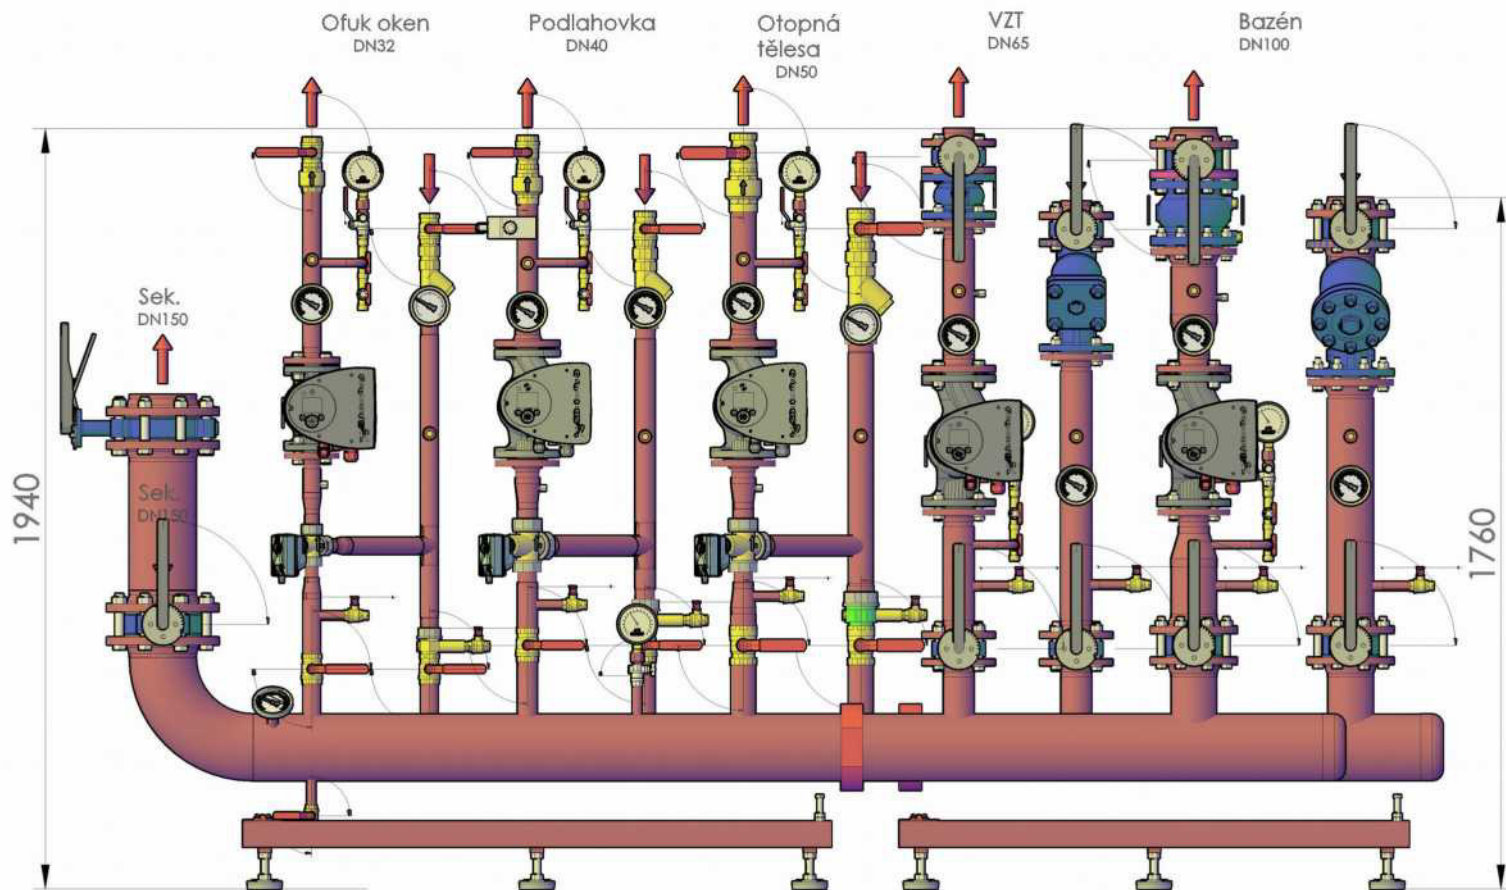 Ofuk oken
DN32
Podlahovka
DN40
Otopná
tělesa
DN50
VZT
DN65
Bazén
DN100
Sek.
DN150
Sek.
DN150
1940
1760